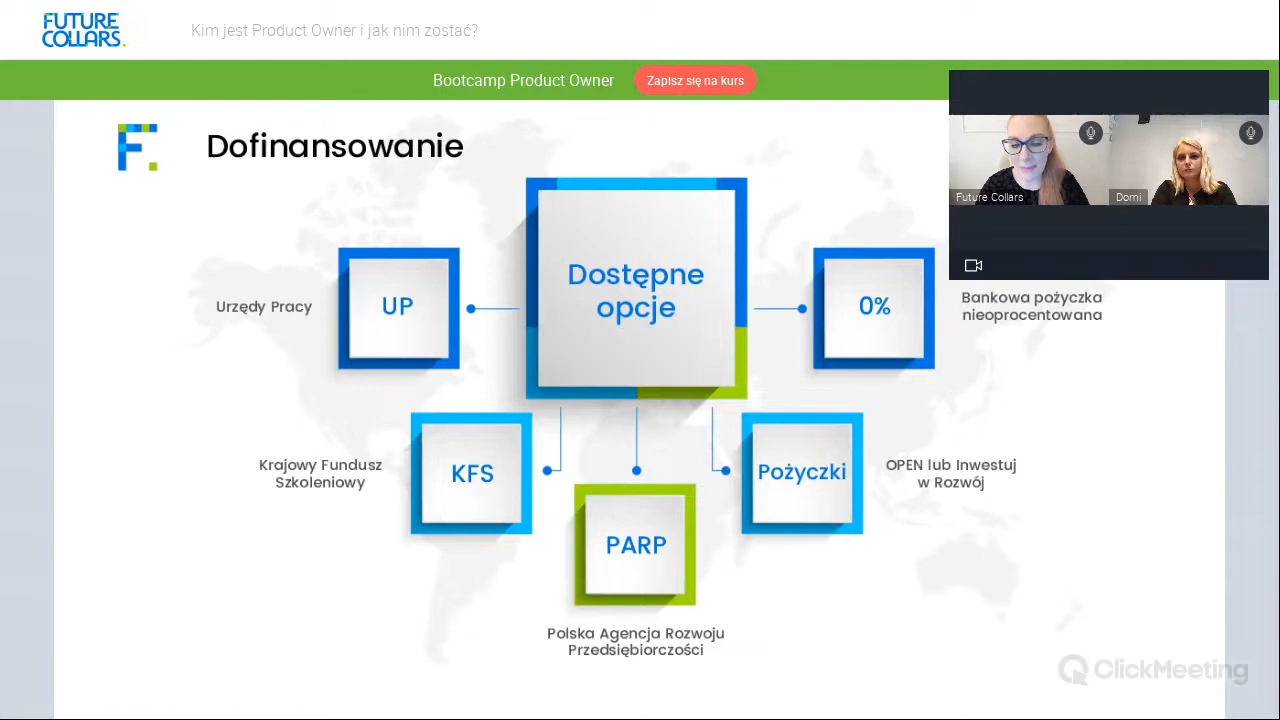 FUTURE
COLLARS.
Kim jest Product Owner i jak nim zostać?
Bootcamp Product Owner
Zapisz się na kurs
Future Collars
Domi
F.
Dofinansowanie
Dostępne
opcje
Urzędy Pracy
UP
0%
Bankowa pożyczka
nieoprocentowana
Krajowy Fundusz
Szkoleniowy
KFS
Pożyczki
OPEN lub Inwestuj
w Rozwój
PARP
Polska Agencja Rozwoju
Przedsiębiorczości
ClickMeeting